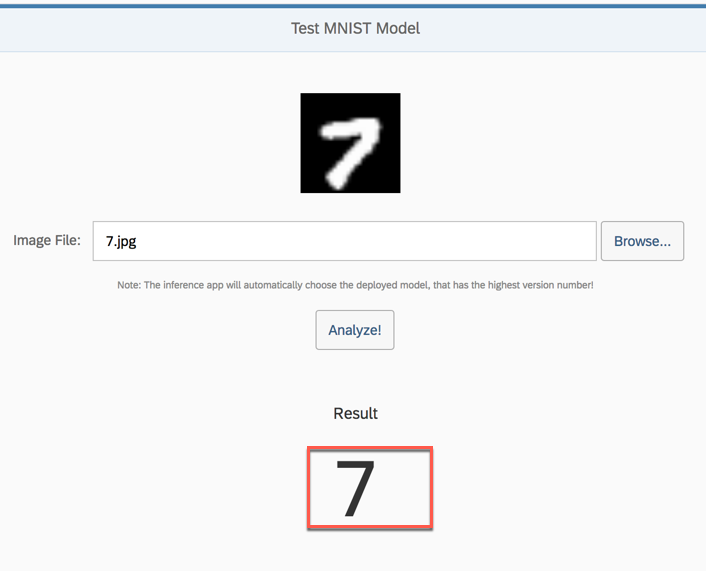 Test MNIST Model
7
Image File: 7.jpg Browse...
Note: The inference app will automatically choose the deployed model, that has the highest version number!
Analyze!
Result
7